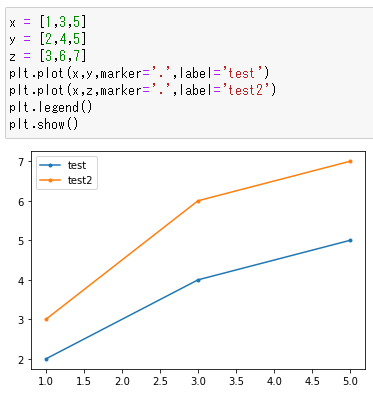 x = [1,3,5]
y = [2,4,5]
z = [3,6,7]
plt.plot(x,y,marker='.',label='test')
plt.plot(x,z,marker='.',label='test2')
plt.legend()
plt.show()
test
test2
7
6
5
4
3
2
1.0 1.5 2.0 2.5 3.0 3.5 4.0 4.5 5.0